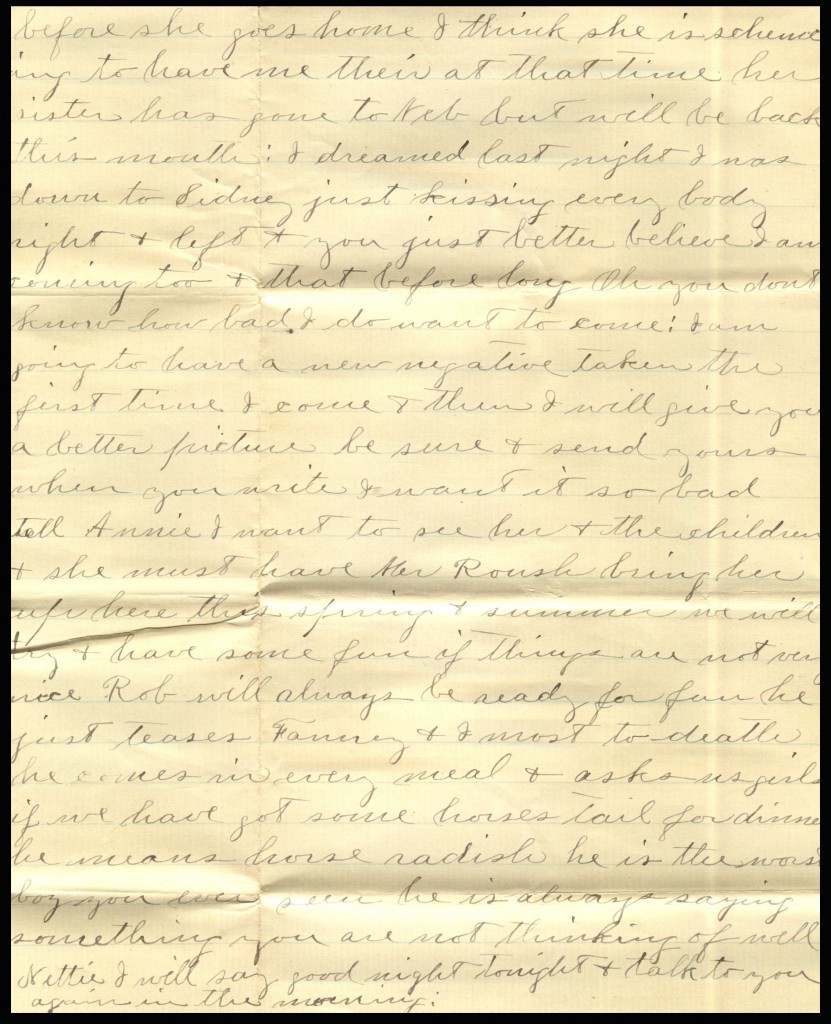 before she goes home I think she is scheme
ing to have me their at that time her
sister has gone to Neb but will be back
this month: I dreamed last night I was
down to Sidney just kissing every body
right & left & you just better believe I am
coming too & that before long Oh you dont
know how bad I do want to come: I am
going to have a new negative taken the
first time I come & then I will give you
a better picture be sure & send yours
when you write I want it so bad
tell Annie I want to see her & the children
& she must have Mr Roush bring her
up here this spring & summer we will
try & have some fun if things are not very
nice Rob will always be ready for fun he
just teases Fanney & I most to death
he comes in every meal & asks us girls
if we have got some horses tail for dinner
he means horse radish he is the worst
boy you ever seen he is always saying
something you are not thinking of well
Nettie I will say good night tonight & talk to you
again in the morning.